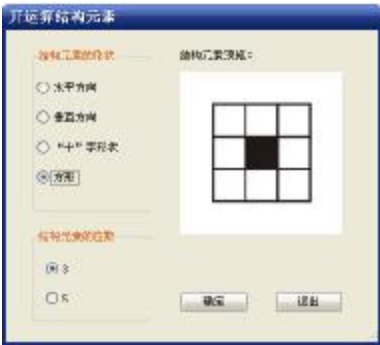 开运算结构元素
结构元素的形状
结构元素预览：
水平方向
垂直方向
“十”字形状
方形
结构元素的位数
3
5
确定
退出